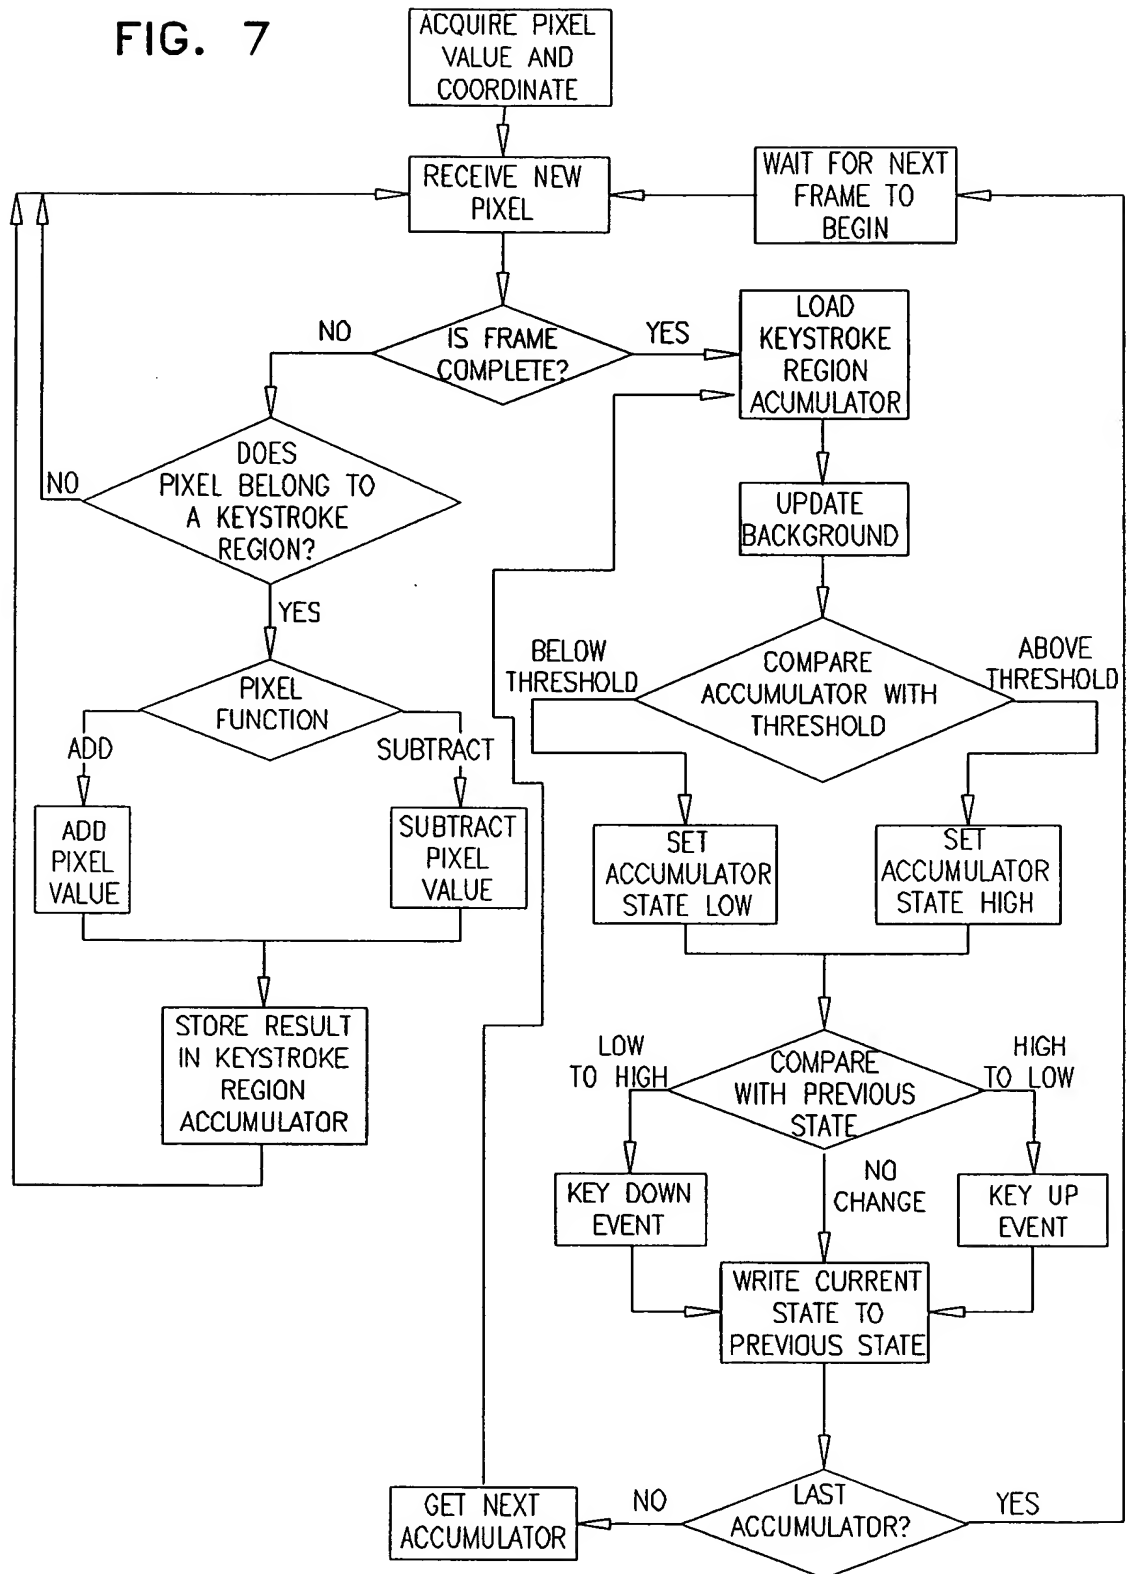 FIG. 7
ACQUIRE PIXEL
VALUE AND
COORDINATE
RECEIVE NEW
PIXEL
WAIT FOR NEXT
FRAME TO
BEGIN
IS FRAME
COMPLETE?
NO
YES
LOAD
KEYSTROKE
REGION
ACUMULATOR
DOES
PIXEL BELONG TO
A KEYSTROKE
REGION?
NO
YES
UPDATE
BACKGROUND
PIXEL
FUNCTION
ADD
SUBTRACT
BELOW
THRESHOLD
COMPARE
ACCUMULATOR WITH
THRESHOLD
ABOVE
THRESHOLD
ADD
PIXEL
VALUE
SUBTRACT
PIXEL
VALUE
SET
ACCUMULATOR
STATE LOW
SET
ACCUMULATOR
STATE HIGH
STORE RESULT
IN KEYSTROKE
REGION
ACCUMULATOR
LOW
TO HIGH
COMPARE
WITH PREVIOUS
STATE
HIGH
TO LOW
KEY DOWN
EVENT
NO
CHANGE
KEY UP
EVENT
WRITE CURRENT
STATE TO
PREVIOUS STATE
GET NEXT
ACCUMULATOR
NO
LAST
ACCUMULATOR?
YES